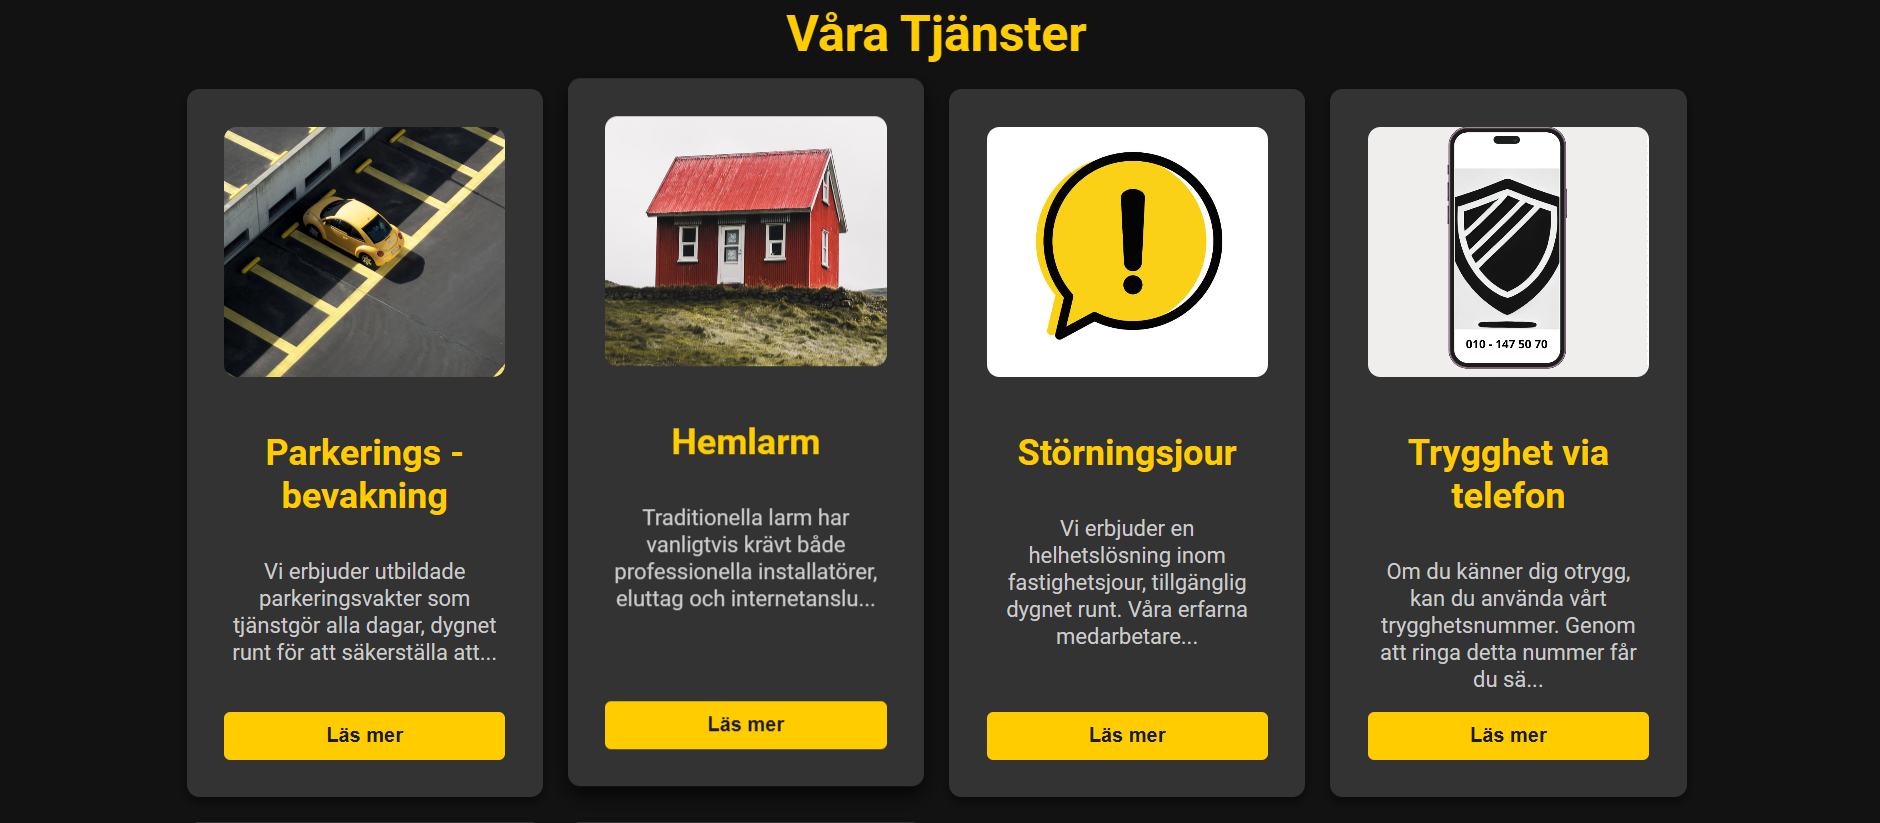 Våra Tjänster
Parkerings -
bevakning
Vi erbjuder utbildade
parkeringsvakter som
tjänstgör alla dagar, dygnet
runt för att säkerställa att...
Läs mer
Hemlarm
Traditionella larm har
vanligtvis krävt både
professionella installatörer,
eluttag och internetanslu...
Läs mer
Störningsjour
Vi erbjuder en
helhetslösning inom
fastighetsjour, tillgänglig
dygnet runt. Våra erfarna
medarbetare...
Läs mer
010 - 147 50 70
Trygghet via
telefon
Om du känner dig otrygg,
kan du använda vårt
trygghetsnummer. Genom
att ringa detta nummer får
du sä...
Läs mer